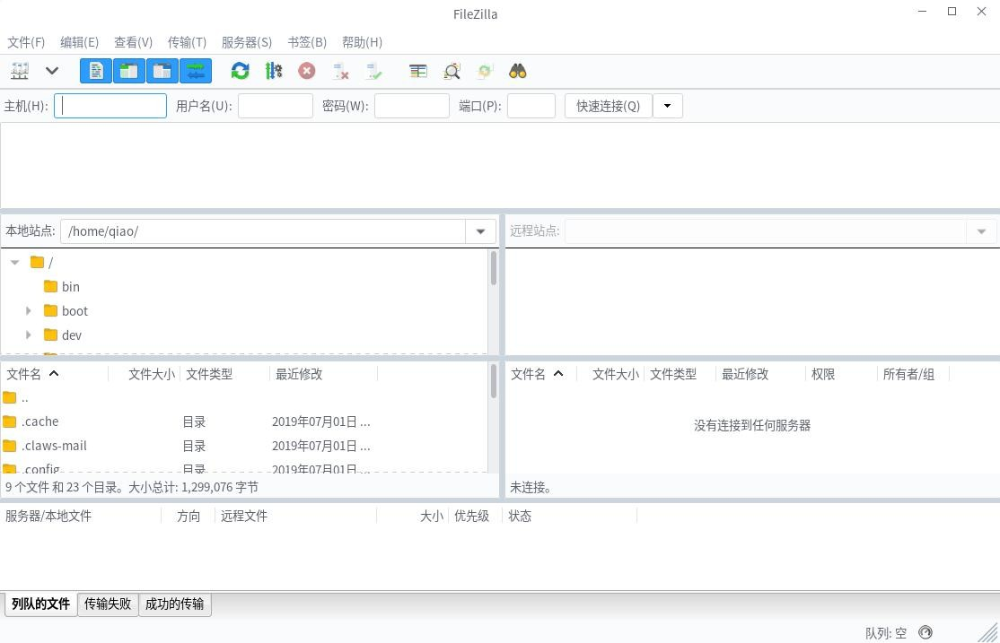 FileZilla
文件(F) 编辑(E) 查看(V) 传输(T) 服务器(S) 书签(B) 帮助(H)
主机(H): 用户名(U): 密码(W): 端口(P): 快速连接(Q)
本地站点: /home/qiao/ 远程站点:
/
bin
boot
dev
文件名 文件大小 文件类型 最近修改 文件名 文件大小 文件类型 最近修改 权限 所有者/组
..
.cache 目录 2019年07月01日 ...
没有连接到任何服务器
.claws-mail 目录 2019年07月01日 ...
.config 目录 2019年07月01日 ...
9 个文件 和 23 个目录。大小总计: 1,299,076 字节 未连接。
服务器/本地文件 方向 远程文件 大小 优先级 状态
列队的文件 传输失败 成功的传输
队列: 空